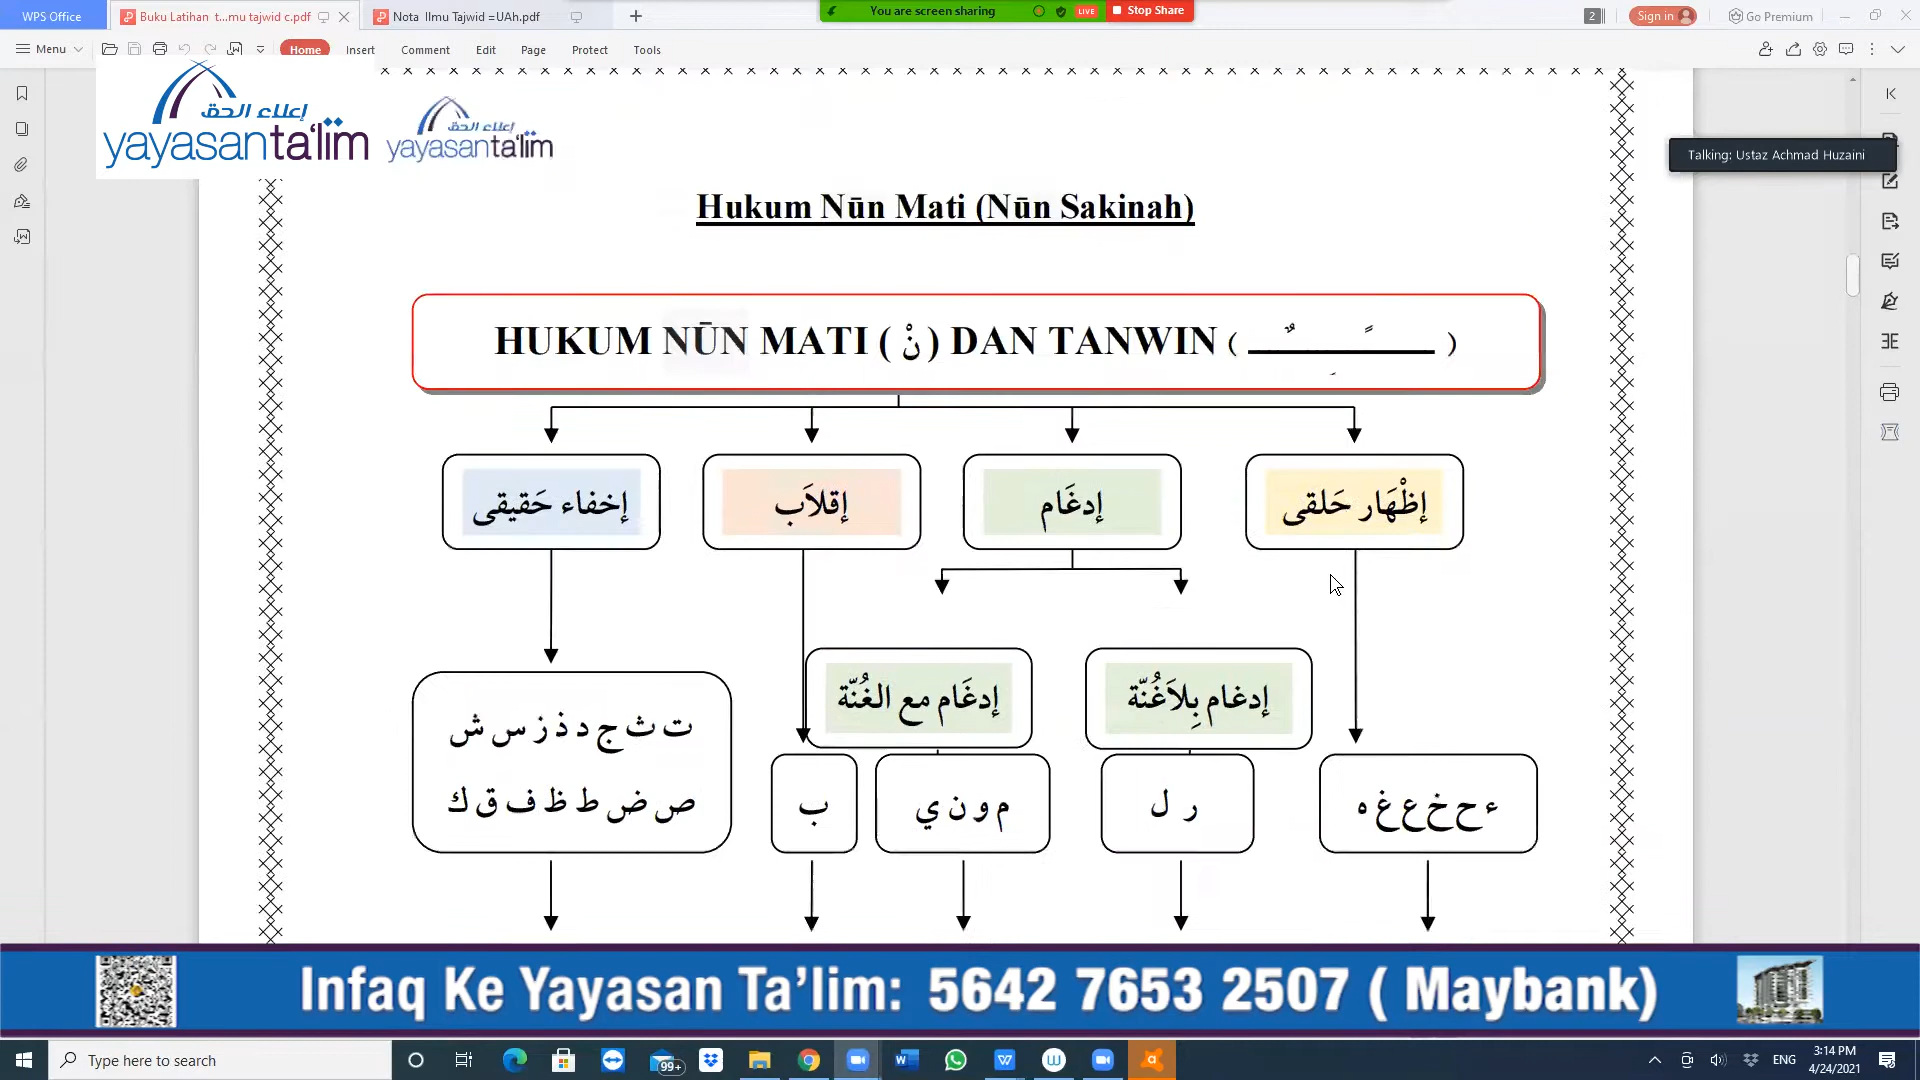 WPS Office
Buku Latihan t...mu tajwid c.pdf
Nota Ilmu Tajwid =UAh.pdf
You are screen sharing
LIVE
Stop Share
2
Sign in
Go Premium
Menu
Home
Insert
Comment
Edit
Page
Protect
Tools
إعلاء الحق
yayasanta'lim
إعلاء الحق
yayasanta'lim
Talking: Ustaz Achmad Huzaini
Hukum Nūn Mati (Nūn Sakinah)
HUKUM NŪN MATI ( نْ ) DAN TANWIN ( ـًـٌـٍ )
إظْهَار حَلقى
إدغَام
إقلاَب
إخفاء حَقيقى
إدغام بِلاَغُنّة
إدغَام مع الغُنّة
ت ث ج د ذ ز س ش
ص ض ط ظ ف ق ك
ء ح خ ع غ ه
ر ل
م و ن ي
ب
Infaq Ke Yayasan Ta'lim: 5642 7653 2507 ( Maybank)
Type here to search
99+
ENG
3:14 PM
4/24/2021